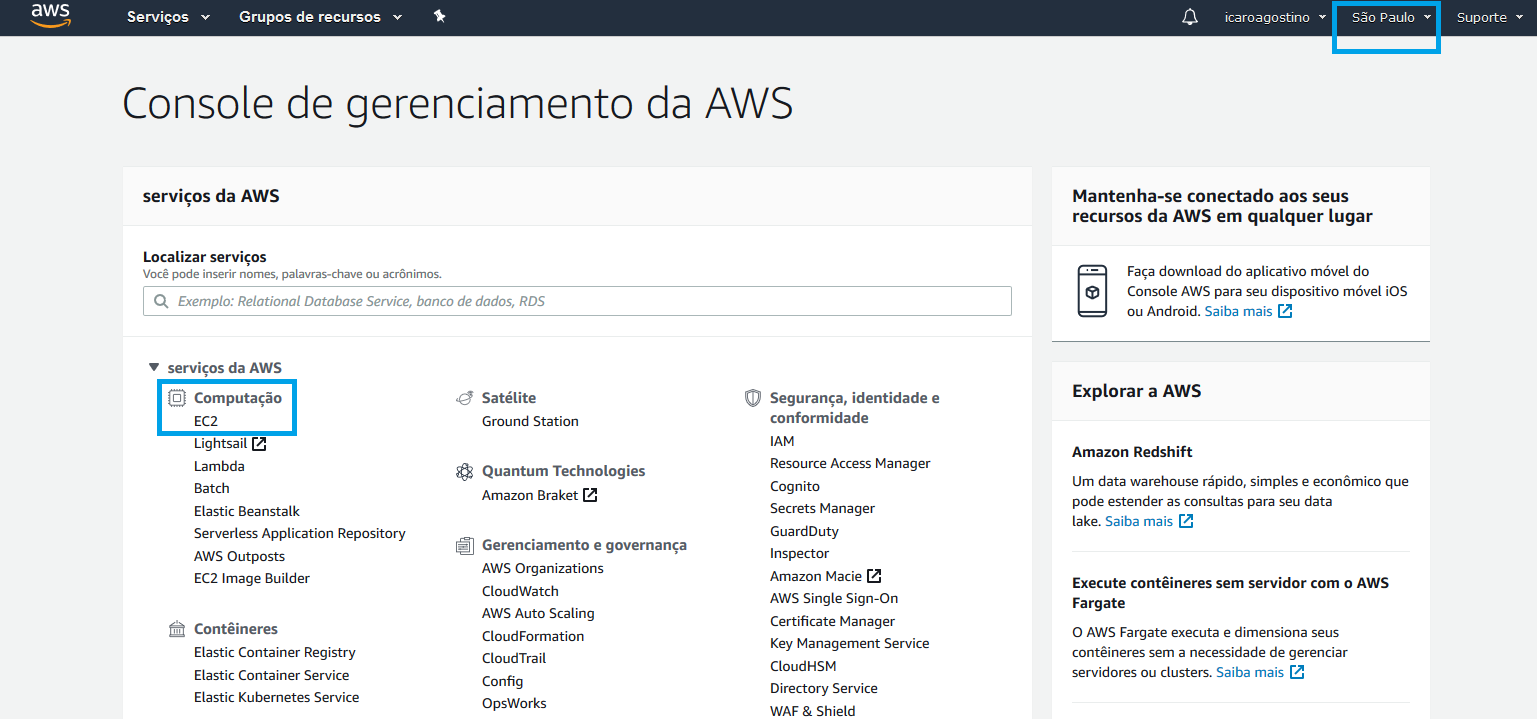 aws
Serviços
Grupos de recursos
icaroagostino
São Paulo
Suporte
Console de gerenciamento da AWS
serviços da AWS
Localizar serviços
Você pode inserir nomes, palavras-chave ou acrônimos.
Exemplo: Relational Database Service, banco de dados, RDS
serviços da AWS
Computação
EC2
Lightsail
Lambda
Batch
Elastic Beanstalk
Serverless Application Repository
AWS Outposts
EC2 Image Builder
Contêineres
Elastic Container Registry
Elastic Container Service
Elastic Kubernetes Service
Satélite
Ground Station
Quantum Technologies
Amazon Braket
Gerenciamento e governança
AWS Organizations
CloudWatch
AWS Auto Scaling
CloudFormation
CloudTrail
Config
OpsWorks
Segurança, identidade e
conformidade
IAM
Resource Access Manager
Cognito
Secrets Manager
GuardDuty
Inspector
Amazon Macie
AWS Single Sign-On
Certificate Manager
Key Management Service
CloudHSM
Directory Service
WAF & Shield
Mantenha-se conectado aos seus
recursos da AWS em qualquer lugar
Faça download do aplicativo móvel do
Console AWS para seu dispositivo móvel iOS
ou Android. Saiba mais
Explorar a AWS
Amazon Redshift
Um data warehouse rápido, simples e econômico que
pode estender as consultas para seu data
lake. Saiba mais
Execute contêineres sem servidor com o AWS
Fargate
O AWS Fargate executa e dimensiona seus
contêineres sem a necessidade de gerenciar
servidores ou clusters. Saiba mais